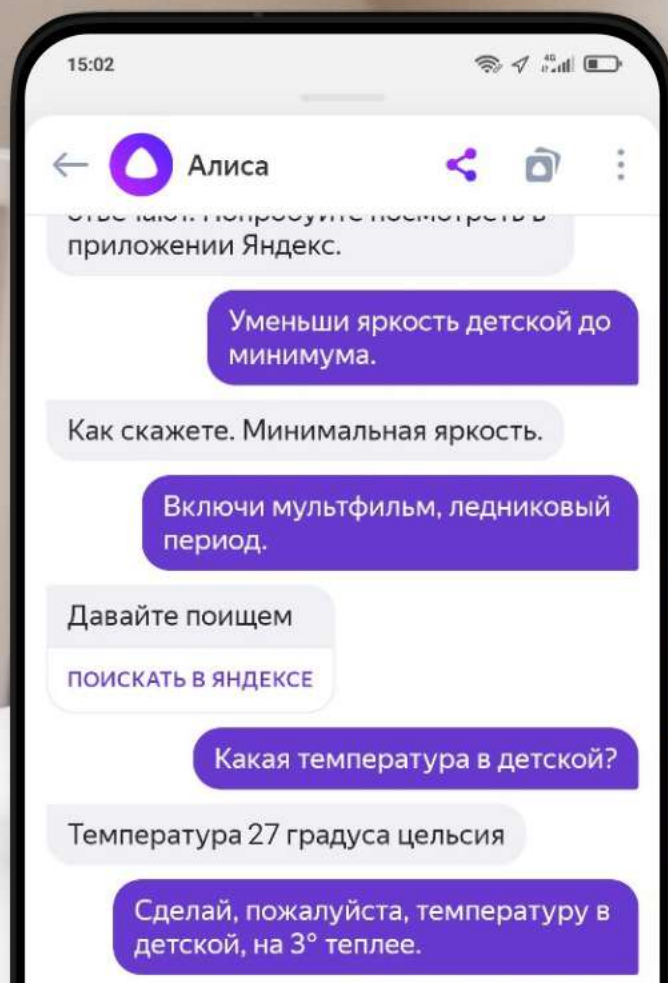 15:02
4G
Алиса
приложении Яндекс.
Уменьши яркость детской до
минимума.
Как скажете. Минимальная яркость.
Включи мультфильм, ледниковый
период.
Давайте поищем
ПОИСКАТЬ В ЯНДЕКСЕ
Какая температура в детской?
Температура 27 градуса цельсия
Сделай, пожалуйста, температуру в
детской, на 3° теплее.